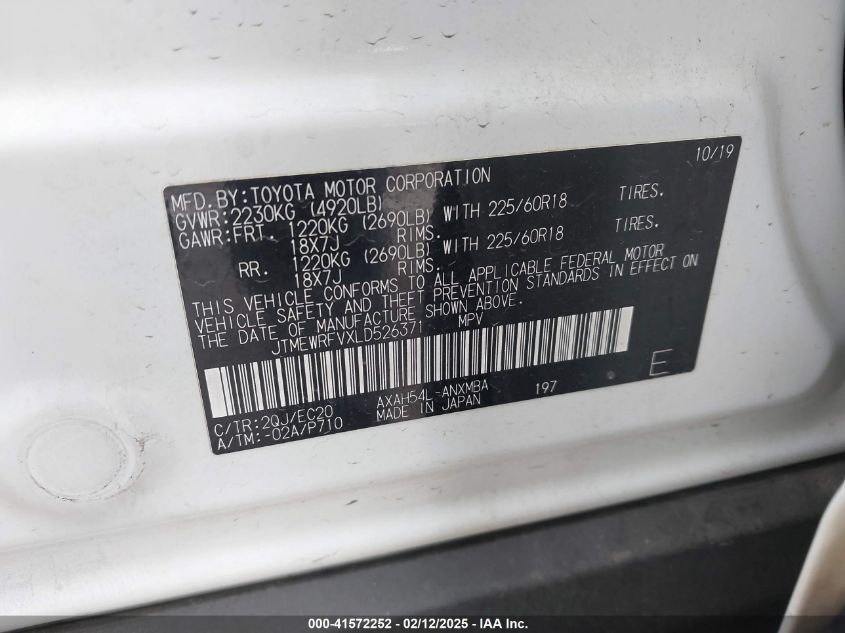 10/19
MFD. BY: TOYOTA MOTOR CORPORATION
GVWR: 2230KG (4920LB)
GAWR: FRT. 1220KG (2690LB) WITH 225/60R18 TIRES.
18X7J RIMS.
RR. 1220KG (2690LB) WITH 225/60R18 TIRES.
18X7J RIMS.
THIS VEHICLE CONFORMS TO ALL APPLICABLE FEDERAL MOTOR
VEHICLE SAFETY AND THEFT PREVENTION STANDARDS IN EFFECT ON
THE DATE OF MANUFACTURE SHOWN ABOVE.
JTMEWRFVXLD526371 MPV
C/TR: 2QJ/EC20 AXAH54L-ANXMBA 197 E
A/TM: -02A/P710 MADE IN JAPAN
000-41572252 - 02/12/2025 - IAA Inc.